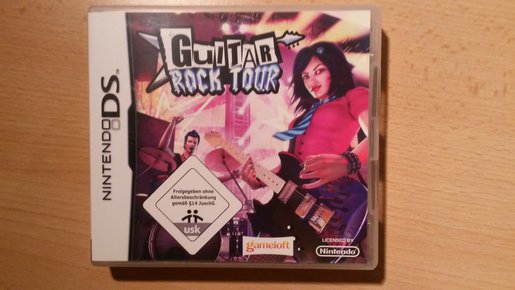 GUITAR
ROCK TOUR
NINTENDO DS
Freigegeben ohne
Altersbeschränkung
gemäß §14 JuschG
usk
gameloft
LICENSED BY
Nintendo